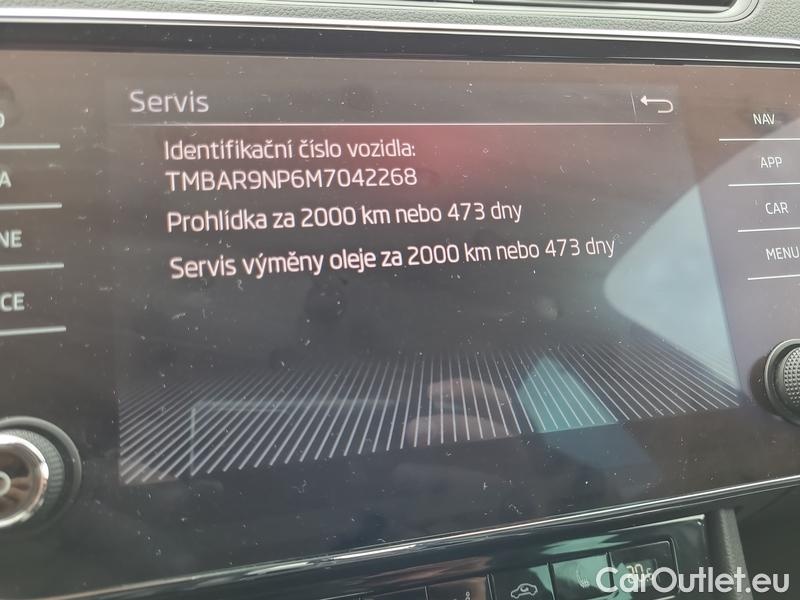 Servis
Identifikační číslo vozidla:
TMBAR9NP6M7042268
Prohlídka za 2000 km nebo 473 dny
Servis výměny oleje za 2000 km nebo 473 dny
NAV
APP
CAR
MENU
CarOutlet.eu